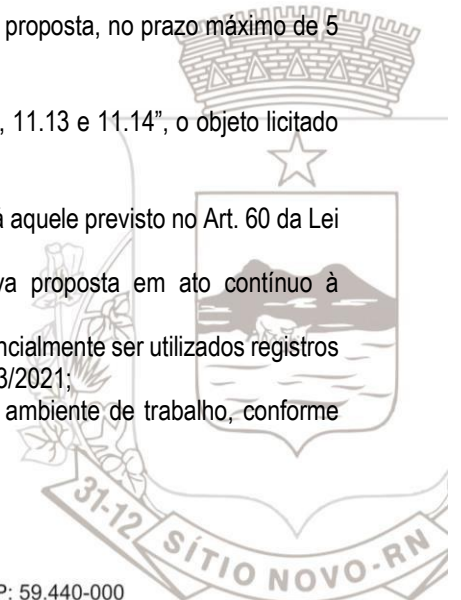 proposta, no prazo máximo de 5
, 11.13 e 11.14”, o objeto licitado
á aquele previsto no Art. 60 da Lei
va proposta em ato contínuo à
ncialmente ser utilizados registros
3/2021;
ambiente de trabalho, conforme
31-12 SÍTIO NOVO-RN
P: 59.440-000